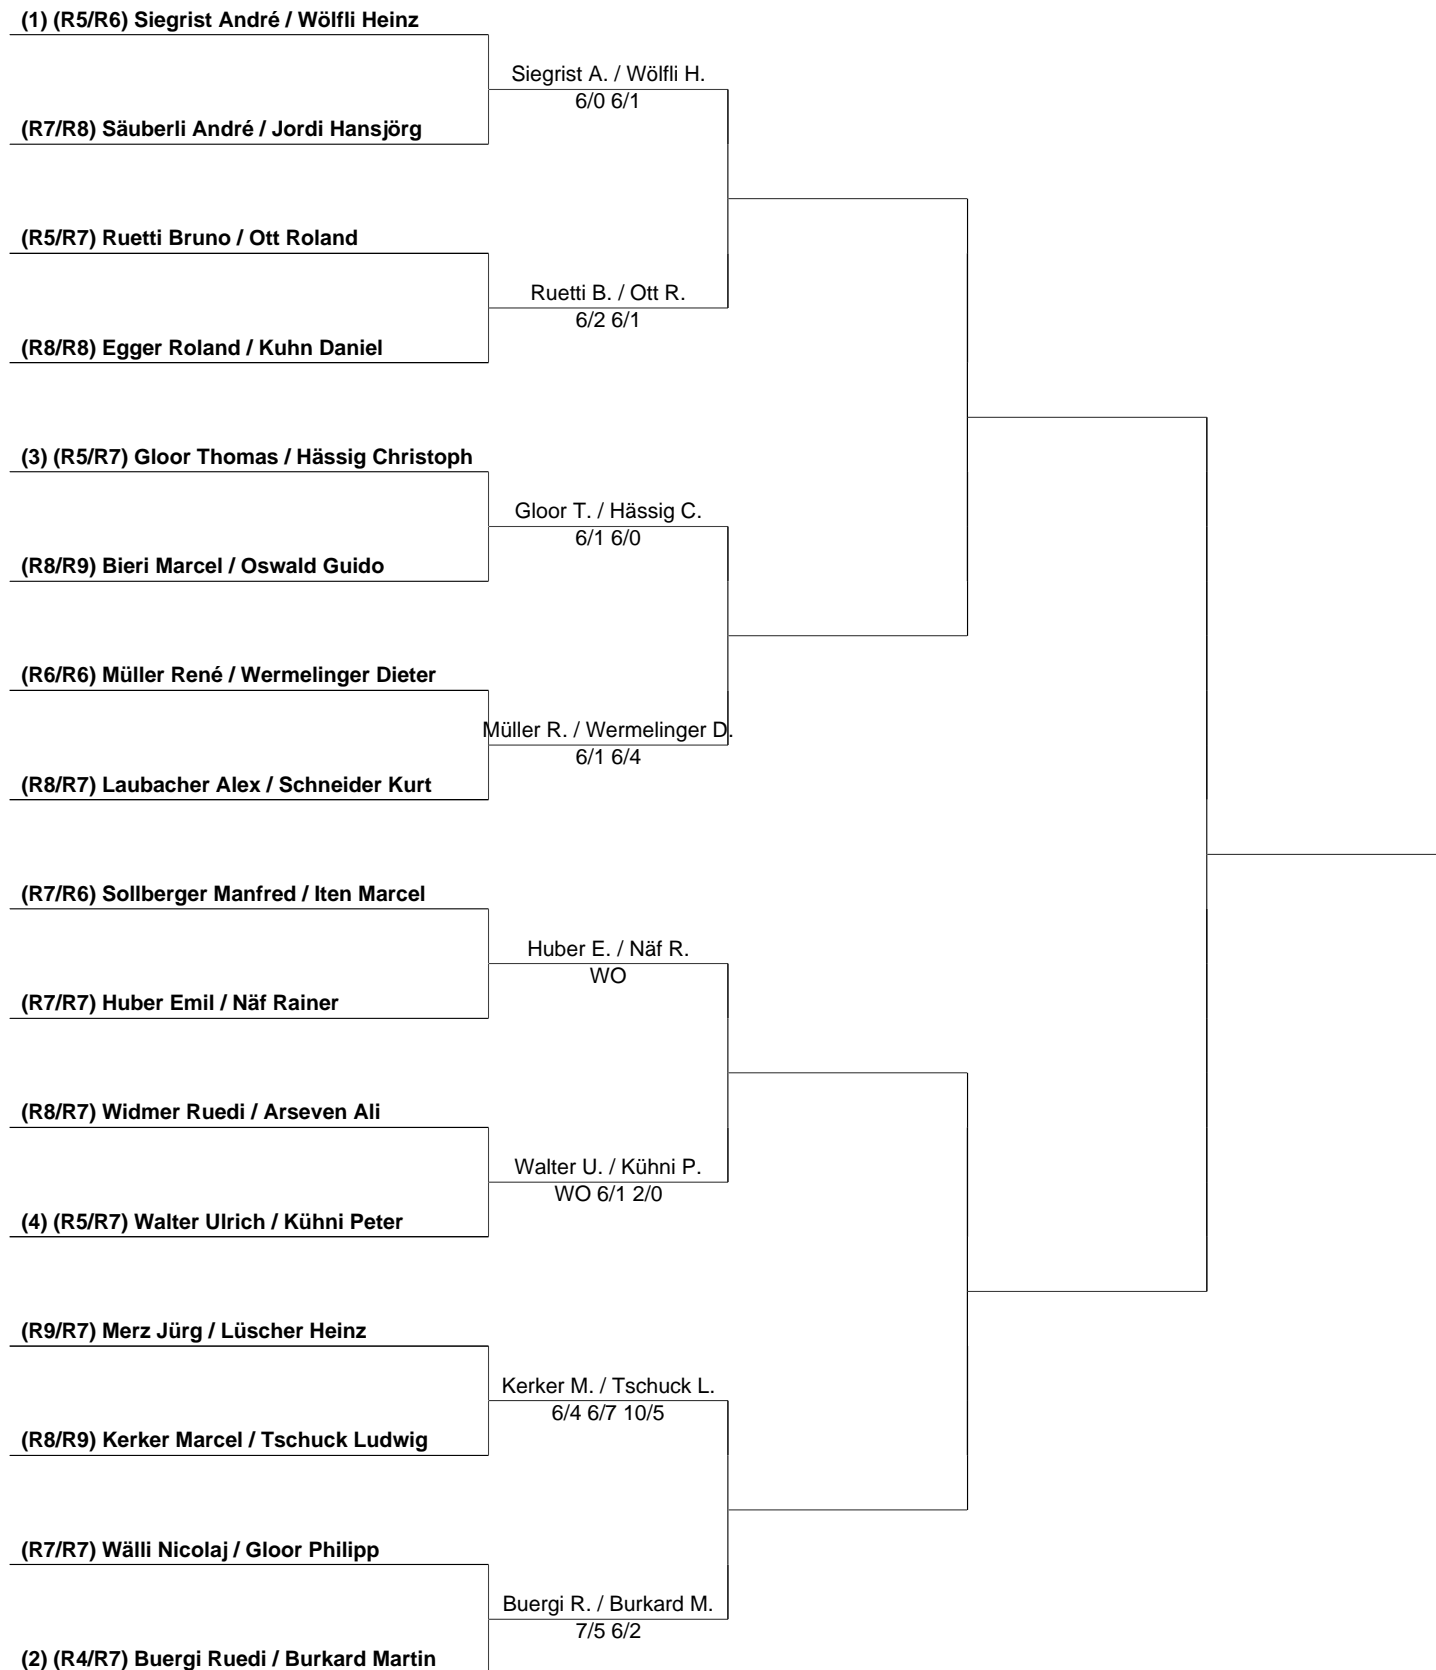 (1) (R5/R6) Siegrist André / Wölfli Heinz
Siegrist A. / Wölfli H.
6/0 6/1
(R7/R8) Säuberli André / Jordi Hansjörg
(R5/R7) Ruetti Bruno / Ott Roland
Ruetti B. / Ott R.
6/2 6/1
(R8/R8) Egger Roland / Kuhn Daniel
(3) (R5/R7) Gloor Thomas / Hässig Christoph
Gloor T. / Hässig C.
6/1 6/0
(R8/R9) Bieri Marcel / Oswald Guido
(R6/R6) Müller René / Wermelinger Dieter
Müller R. / Wermelinger D.
6/1 6/4
(R8/R7) Laubacher Alex / Schneider Kurt
(R7/R6) Sollberger Manfred / Iten Marcel
Huber E. / Näf R.
WO
(R7/R7) Huber Emil / Näf Rainer
(R8/R7) Widmer Ruedi / Arseven Ali
Walter U. / Kühni P.
WO 6/1 2/0
(4) (R5/R7) Walter Ulrich / Kühni Peter
(R9/R7) Merz Jürg / Lüscher Heinz
Kerker M. / Tschuck L.
6/4 6/7 10/5
(R8/R9) Kerker Marcel / Tschuck Ludwig
(R7/R7) Wälli Nicolaj / Gloor Philipp
Buergi R. / Burkard M.
7/5 6/2
(2) (R4/R7) Buergi Ruedi / Burkard Martin